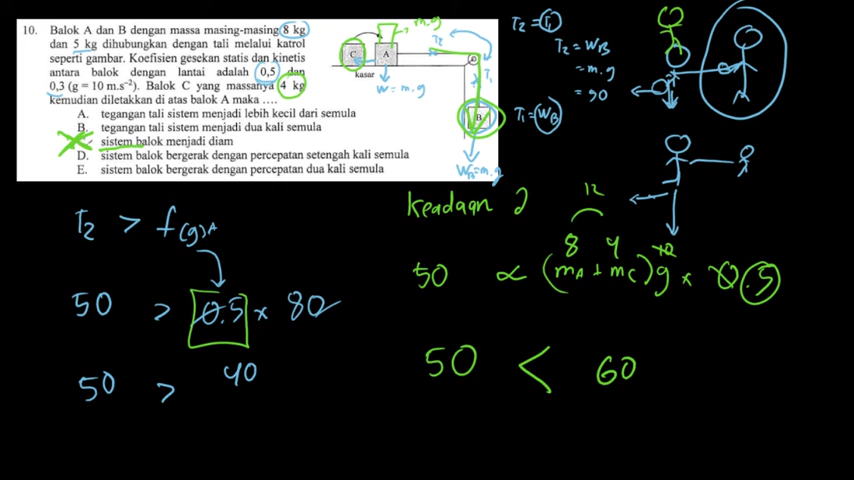 10. Balok A dan B dengan massa masing-masing 8 kg
dan 5 kg dihubungkan dengan tali melalui katrol
seperti gambar. Koefisien gesekan statis dan kinetis
antara balok dengan lantai adalah 0,5 dan
0,3 (g = 10 m.s⁻²). Balok C yang massanya 4 kg
kemudian diletakkan di atas balok A maka ….
A. tegangan tali sistem menjadi lebih kecil dari semula
B. tegangan tali sistem menjadi dua kali semula
sistem balok menjadi diam
D. sistem balok bergerak dengan percepatan setengah kali semula
E. sistem balok bergerak dengan percepatan dua kali semula
m.g
C
A
T₂
kasar
W=m.g
T₁
B
W_B=m.g
T₂ = T₁
T₂ = W_B
= m.g
= 50
T₁ = W_B
T₂ > f(g)A
50 > 0.5 × 80
50 > 40
Keadaan 2
12
8 4 10
50 ∝ (m_A + m_C) g × 0.5
50 < 60